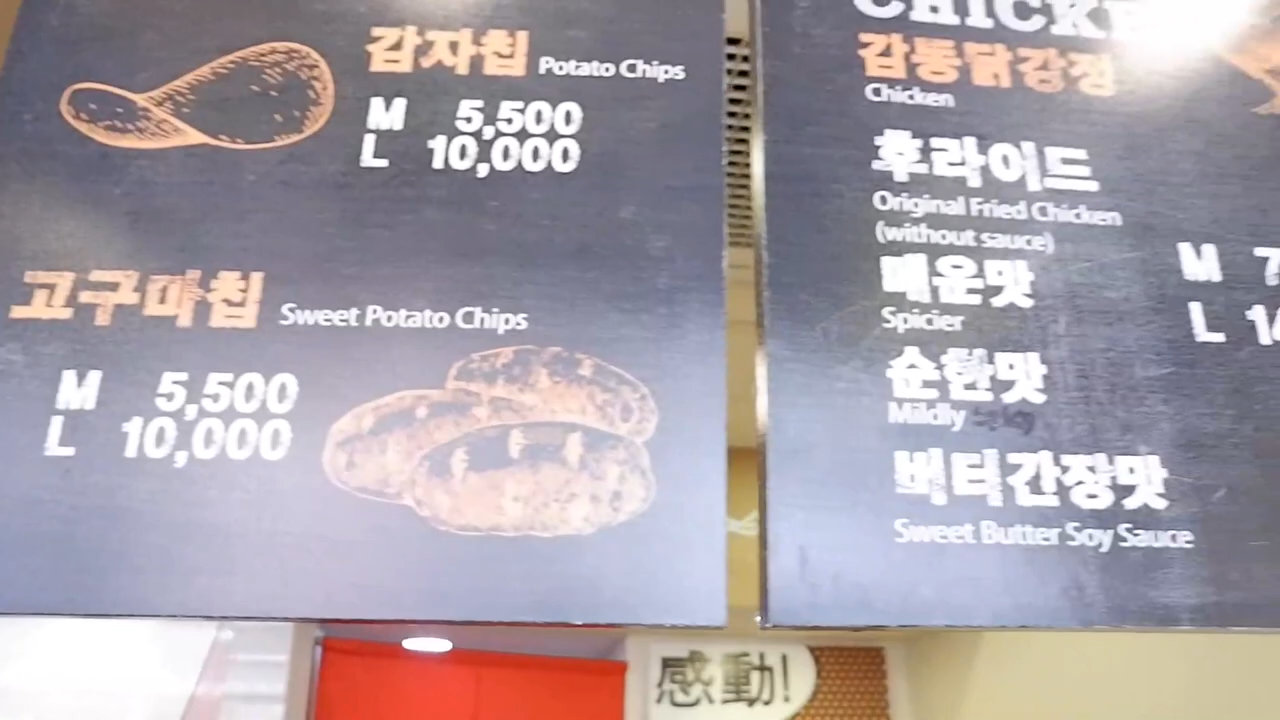 감자칩 Potato Chips
M 5,500
L 10,000
고구마칩 Sweet Potato Chips
M 5,500
L 10,000
감동닭강정
Chicken
후라이드
Original Fried Chicken
(without sauce)
매운맛
Spicier
순한맛
Mildly
버터간장맛
Sweet Butter Soy Sauce
M 7
L
感動!